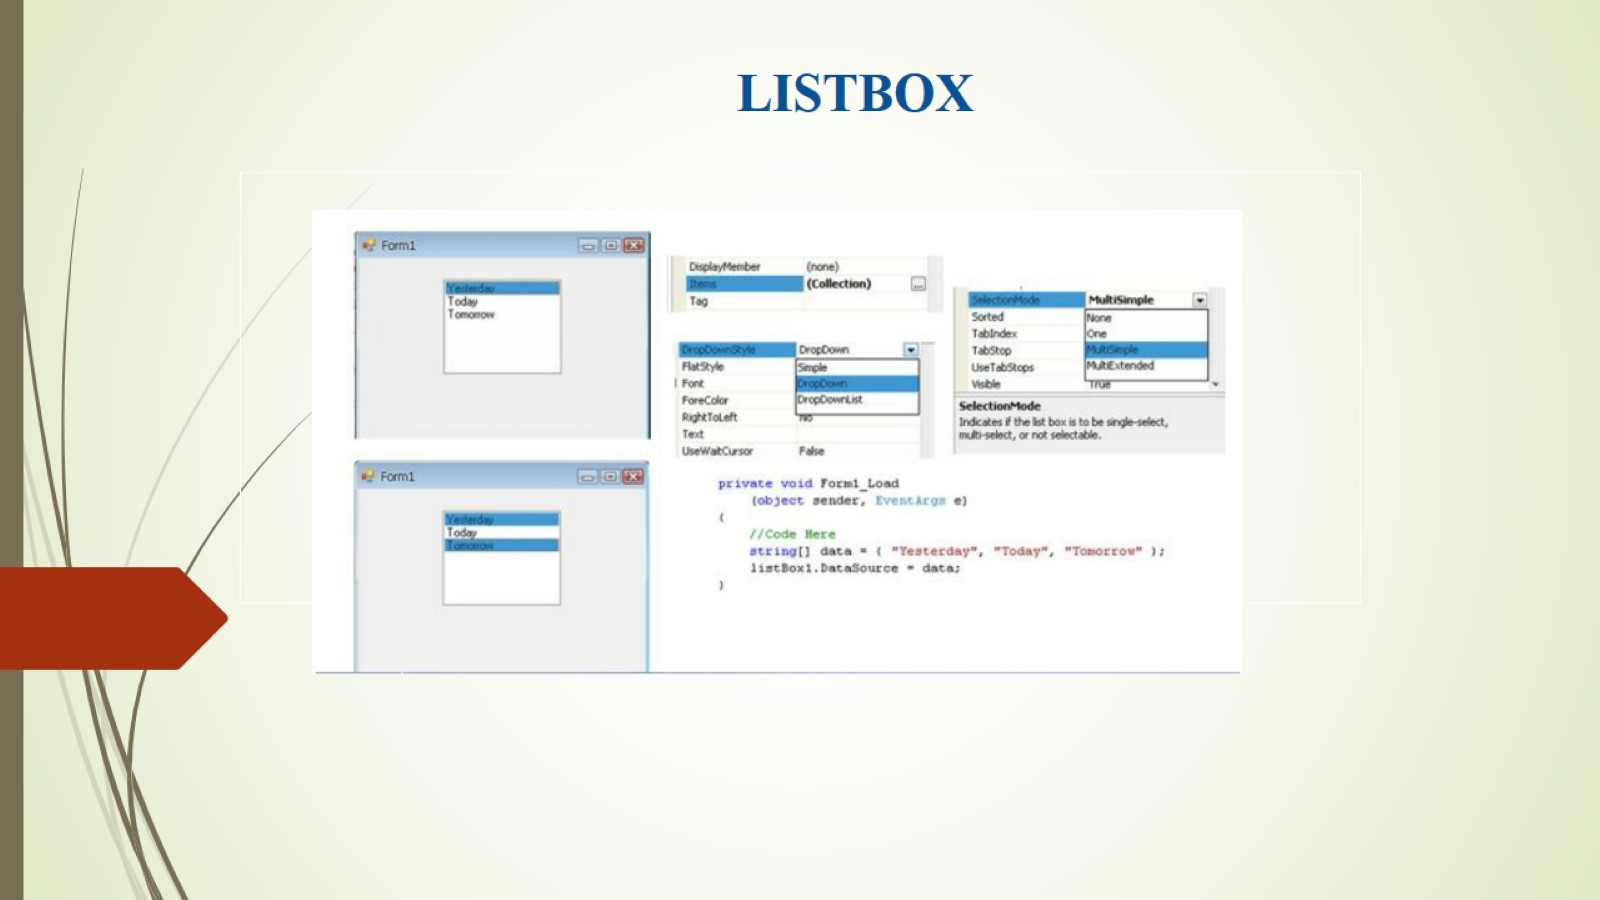 LISTBOX
Form1
Yesterday
Today
Tomorrow
DisplayMember (none)
Items (Collection) ...
Tag
DropDownStyle DropDown
FlatStyle Simple
Font DropDown
ForeColor DropDownList
RightToLeft No
Text
UseWaitCursor False
SelectionMode MultiSimple
Sorted None
TabIndex One
TabStop MultiSimple
UseTabStops MultiExtended
Visible True
SelectionMode
Indicates if the list box is to be single-select,
multi-select, or not selectable.
Form1
Yesterday
Today
Tomorrow
private void Form1_Load
(object sender, EventArgs e)
{
//Code Here
string[] data = { "Yesterday", "Today", "Tomorrow" };
listBox1.DataSource = data;
}